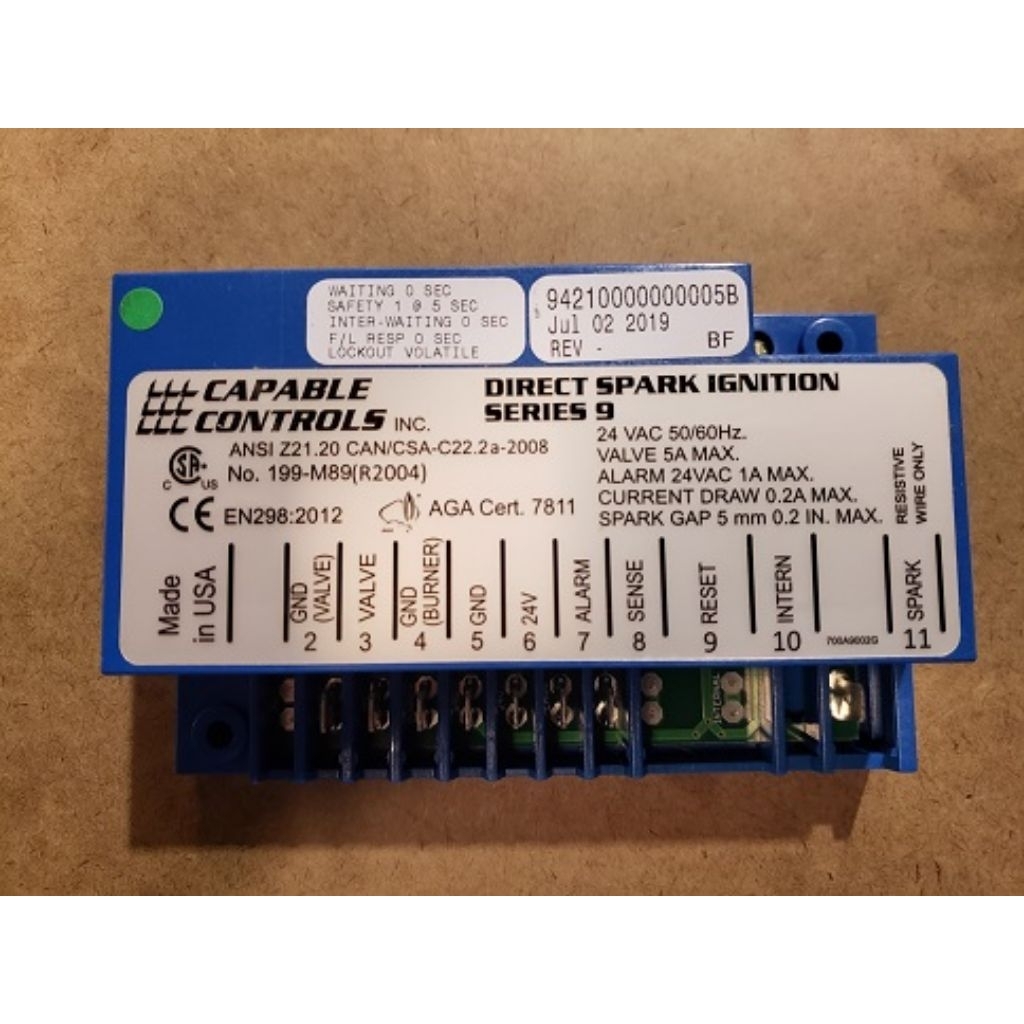 WAITING 0 SEC
SAFETY 1 @ 5 SEC
INTER-WAITING 0 SEC
F/L RESP 0 SEC
LOCKOUT VOLATILE
94210000000005B
Jul 02 2019
REV - BF
CAPABLE
CONTROLS INC.
DIRECT SPARK IGNITION
SERIES 9
ANSI Z21.20 CAN/CSA-C22.2a-2008
No. 199-M89(R2004)
C US
CE EN298:2012
AGA Cert. 7811
24 VAC 50/60Hz.
VALVE 5A MAX.
ALARM 24VAC 1A MAX.
CURRENT DRAW 0.2A MAX.
SPARK GAP 5 mm 0.2 IN. MAX.
RESISTIVE
WIRE ONLY
Made
in USA
GND
(VALVE)
2
VALVE
3
GND
(BURNER)
4
GND
5
24V
6
ALARM
7
SENSE
8
RESET
9
INTERN
10
700A9002G
SPARK
11
INTERNAL